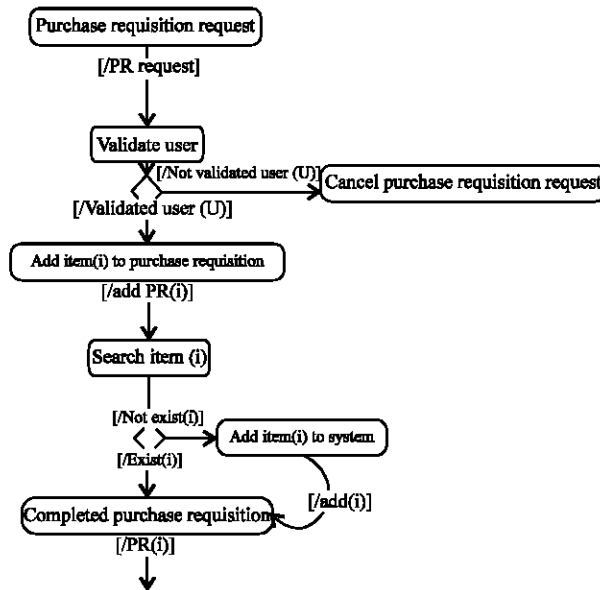 Purchase requisition request
[/PR request]
Validate user
[/Not validated user (U)]
Cancel purchase requisition request
[/Validated user (U)]
Add item(i) to purchase requisition
[/add PR(i)]
Search item (i)
[/Not exist(i)]
Add item(i) to system
[/Exist(i)]
[/add(i)]
Completed purchase requisition
[/PR(i)]